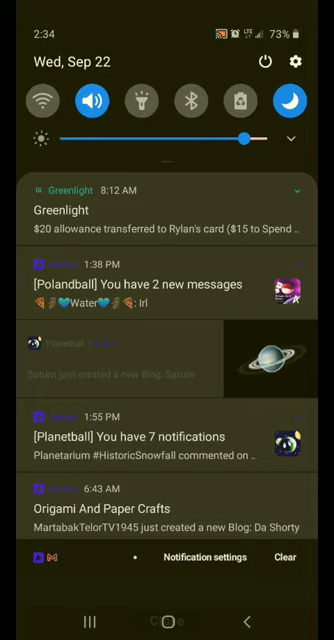 2:34
LTE
73%
Wed, Sep 22
GL Greenlight 8:12 AM
Greenlight
$20 allowance transferred to Rylan's card ($15 to Spend ..
1:38 PM
[Polandball] You have 2 new messages
🍕🗿💙Water💙🗿🍕: Irl
Planetball •
Saturn just created a new Blog: Saturn
1:55 PM
[Planetball] You have 7 notifications
Planetarium #HistoricSnowfall commented on ..
6:43 AM
Origami And Paper Crafts
MartabakTelorTV1945 just created a new Blog: Da Shorty
Notification settings
Clear